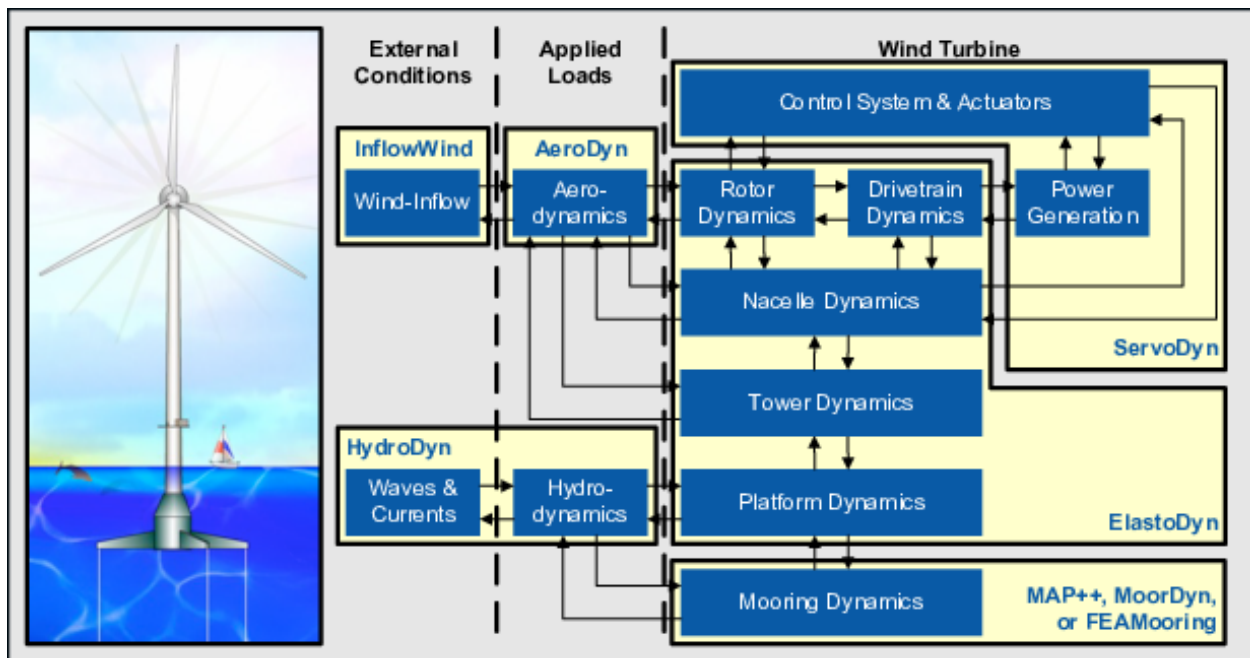 External
Conditions
Applied
Loads
Wind Turbine
Control System & Actuators
InflowWind
AeroDyn
Wind-Inflow
Aero-
dynamics
Rotor
Dynamics
Drivetrain
Dynamics
Power
Generation
Nacelle Dynamics
ServoDyn
Tower Dynamics
HydroDyn
Waves &
Currents
Hydro-
dynamics
Platform Dynamics
ElastoDyn
Mooring Dynamics
MAP++, MoorDyn,
or FEAMooring